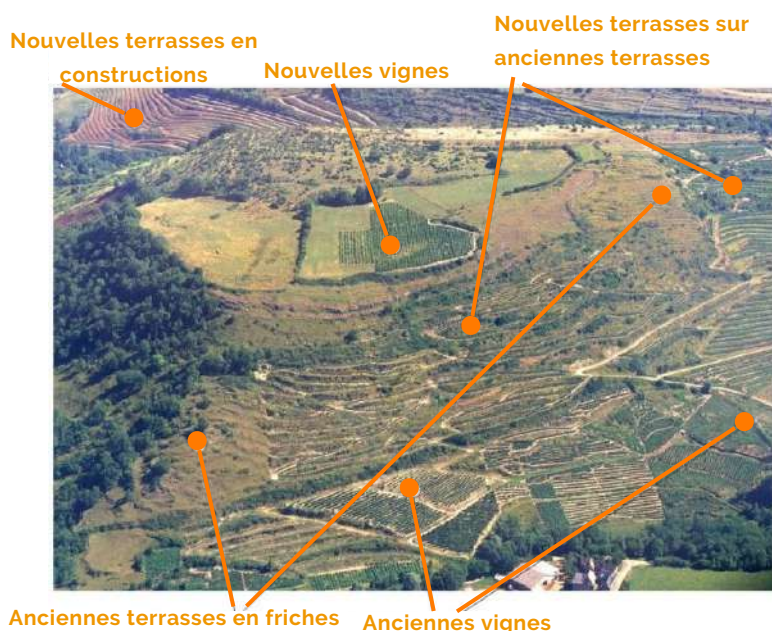 Nouvelles terrasses en
constructions
Nouvelles vignes
Nouvelles terrasses sur
anciennes terrasses
Anciennes terrasses en friches
Anciennes vignes